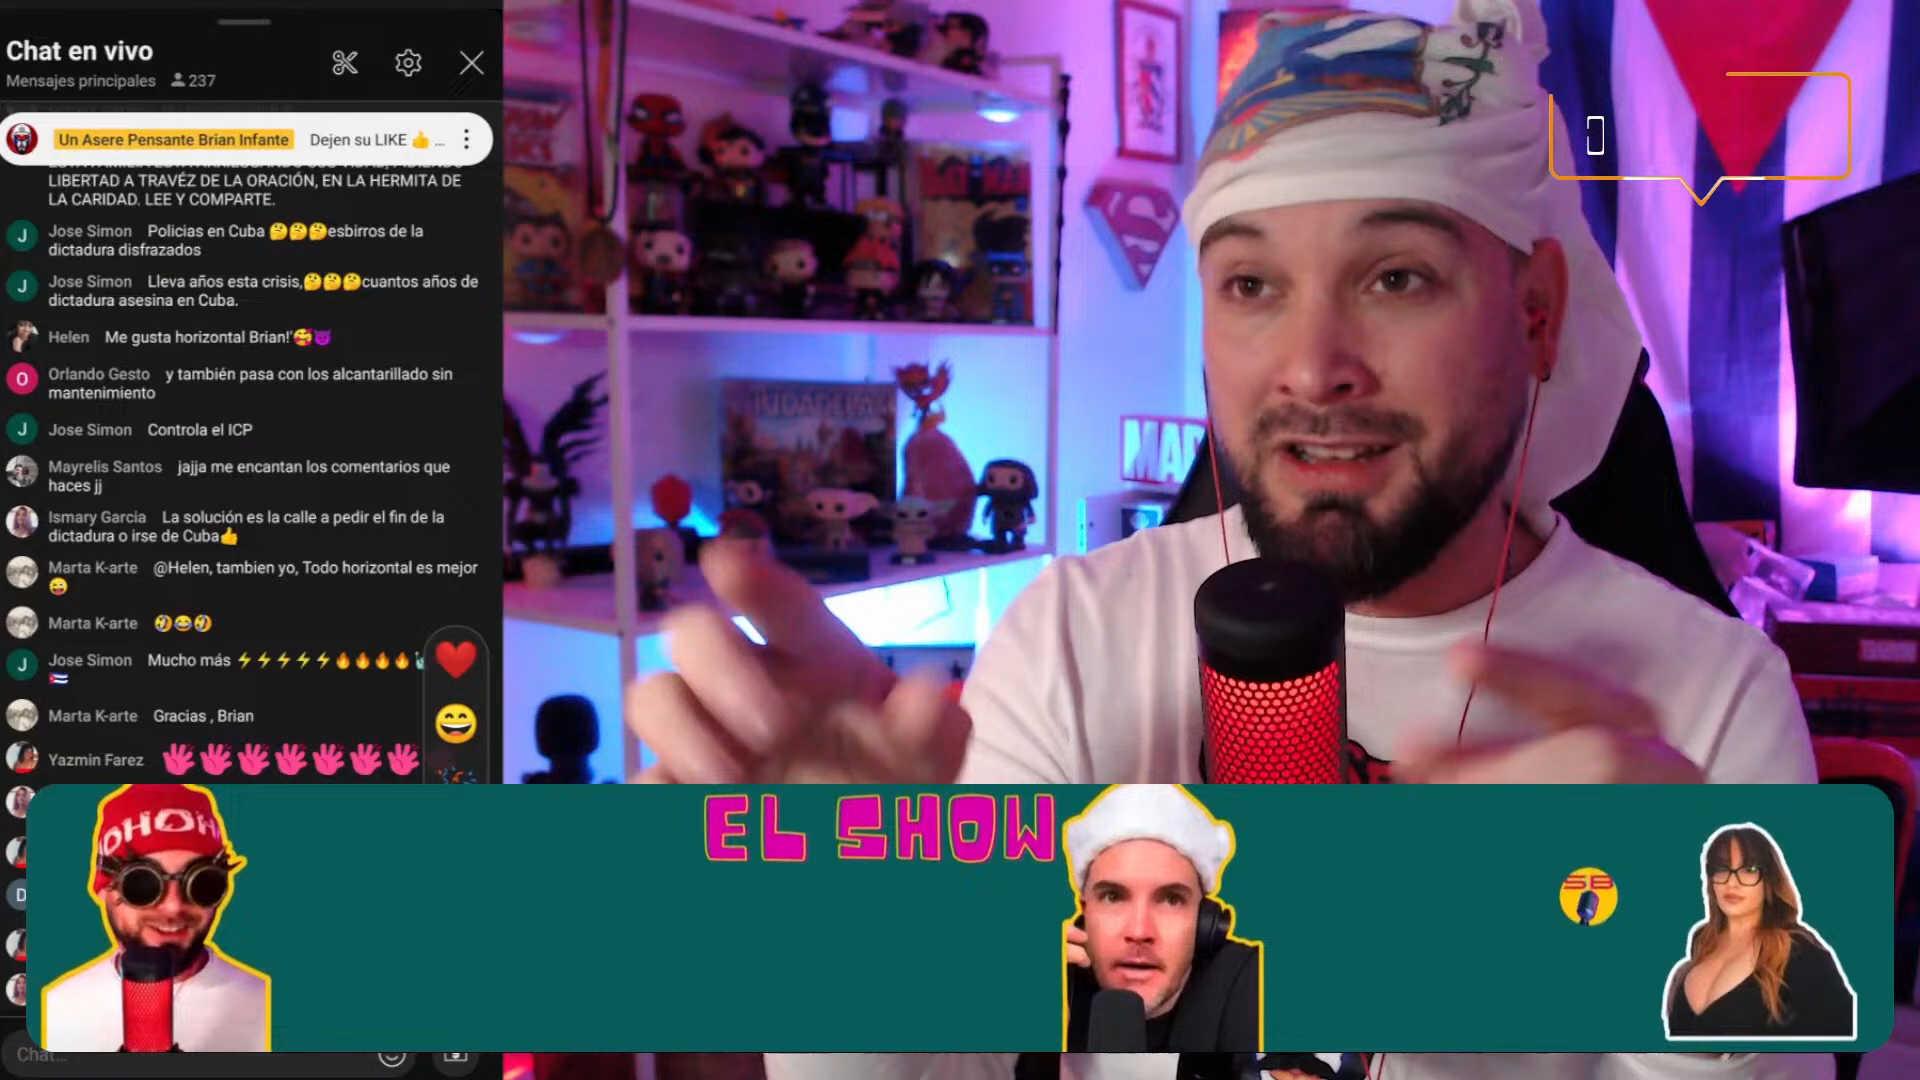 Chat en vivo
Mensajes principales 237
Un Asere Pensante Brian Infante Dejen su LIKE 👍 ...
LIBERTAD A TRAVÉZ DE LA ORACIÓN, EN LA HERMITA DE
LA CARIDAD. LEE Y COMPARTE.
J Jose Simon Policias en Cuba 🤔🤔🤔esbirros de la
dictadura disfrazados
J Jose Simon Lleva años esta crisis,🤔🤔🤔cuantos años de
dictadura asesina en Cuba.
Helen Me gusta horizontal Brian!'🥰😈
O Orlando Gesto y también pasa con los alcantarillado sin
mantenimiento
J Jose Simon Controla el ICP
Mayrelis Santos jajja me encantan los comentarios que
haces jj
Ismary Garcia La solución es la calle a pedir el fin de la
dictadura o irse de Cuba👍
Marta K-arte @Helen, tambien yo, Todo horizontal es mejor
😜
Marta K-arte 🤣😂🤣
J Jose Simon Mucho más ⚡⚡⚡⚡⚡🔥🔥🔥🔥🗽
🇨🇺
Marta K-arte Gracias , Brian
Yazmin Farez
D
Chat...
CIUDADELAS
EL SHOW
OHOH
SB